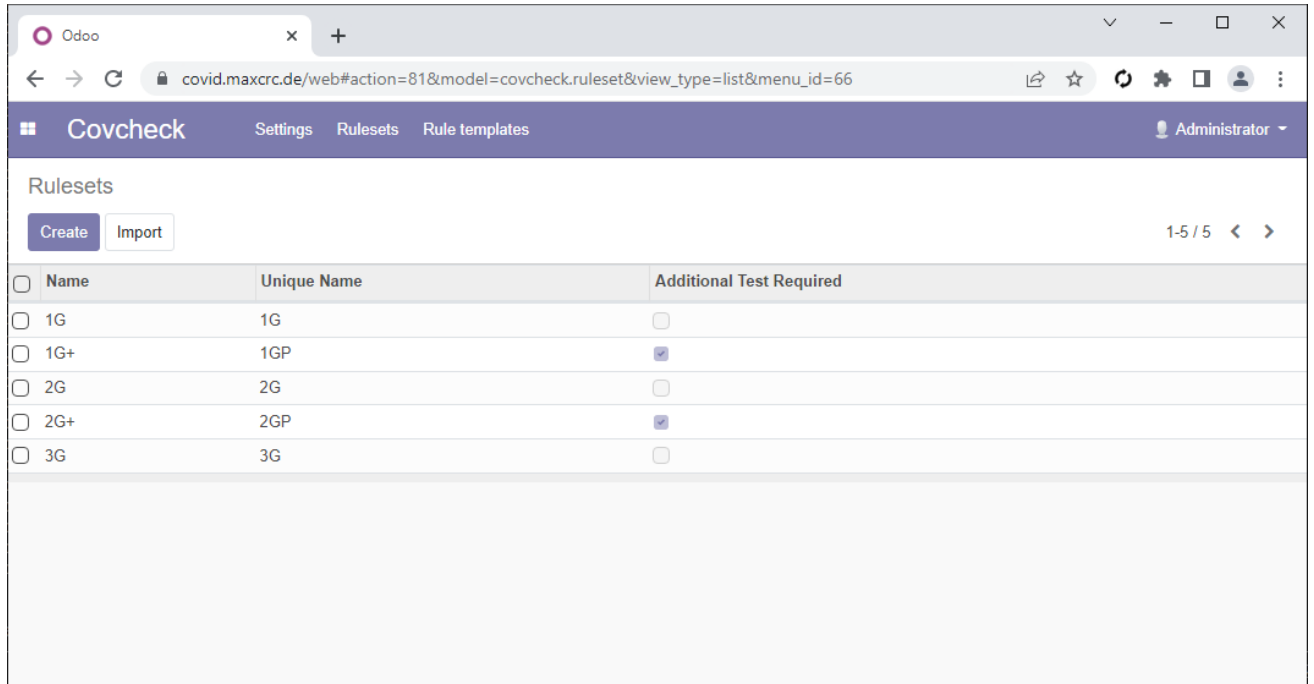 Odoo
covid.maxcrc.de/web#action=81&model=covcheck.ruleset&view_type=list&menu_id=66
Covcheck Settings Rulesets Rule templates Administrator
Rulesets
Create Import 1-5 / 5
Name Unique Name Additional Test Required
1G 1G
1G+ 1GP
2G 2G
2G+ 2GP
3G 3G